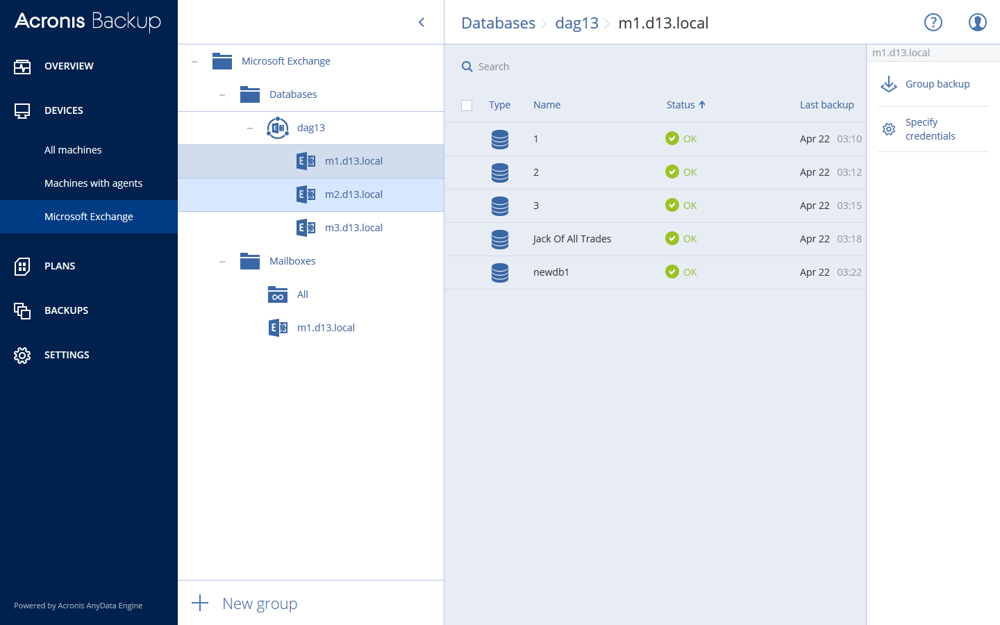 Acronis Backup
OVERVIEW
DEVICES
All machines
Machines with agents
Microsoft Exchange
PLANS
BACKUPS
SETTINGS
Powered by Acronis AnyData Engine
Microsoft Exchange
Databases
dag13
m1.d13.local
m2.d13.local
m3.d13.local
Mailboxes
All
m1.d13.local
New group
Databases dag13 m1.d13.local
Search
Type Name Status Last backup
1 OK Apr 22 03:10
2 OK Apr 22 03:12
3 OK Apr 22 03:15
Jack Of All Trades OK Apr 22 03:18
newdb1 OK Apr 22 03:22
m1.d13.local
Group backup
Specify
credentials